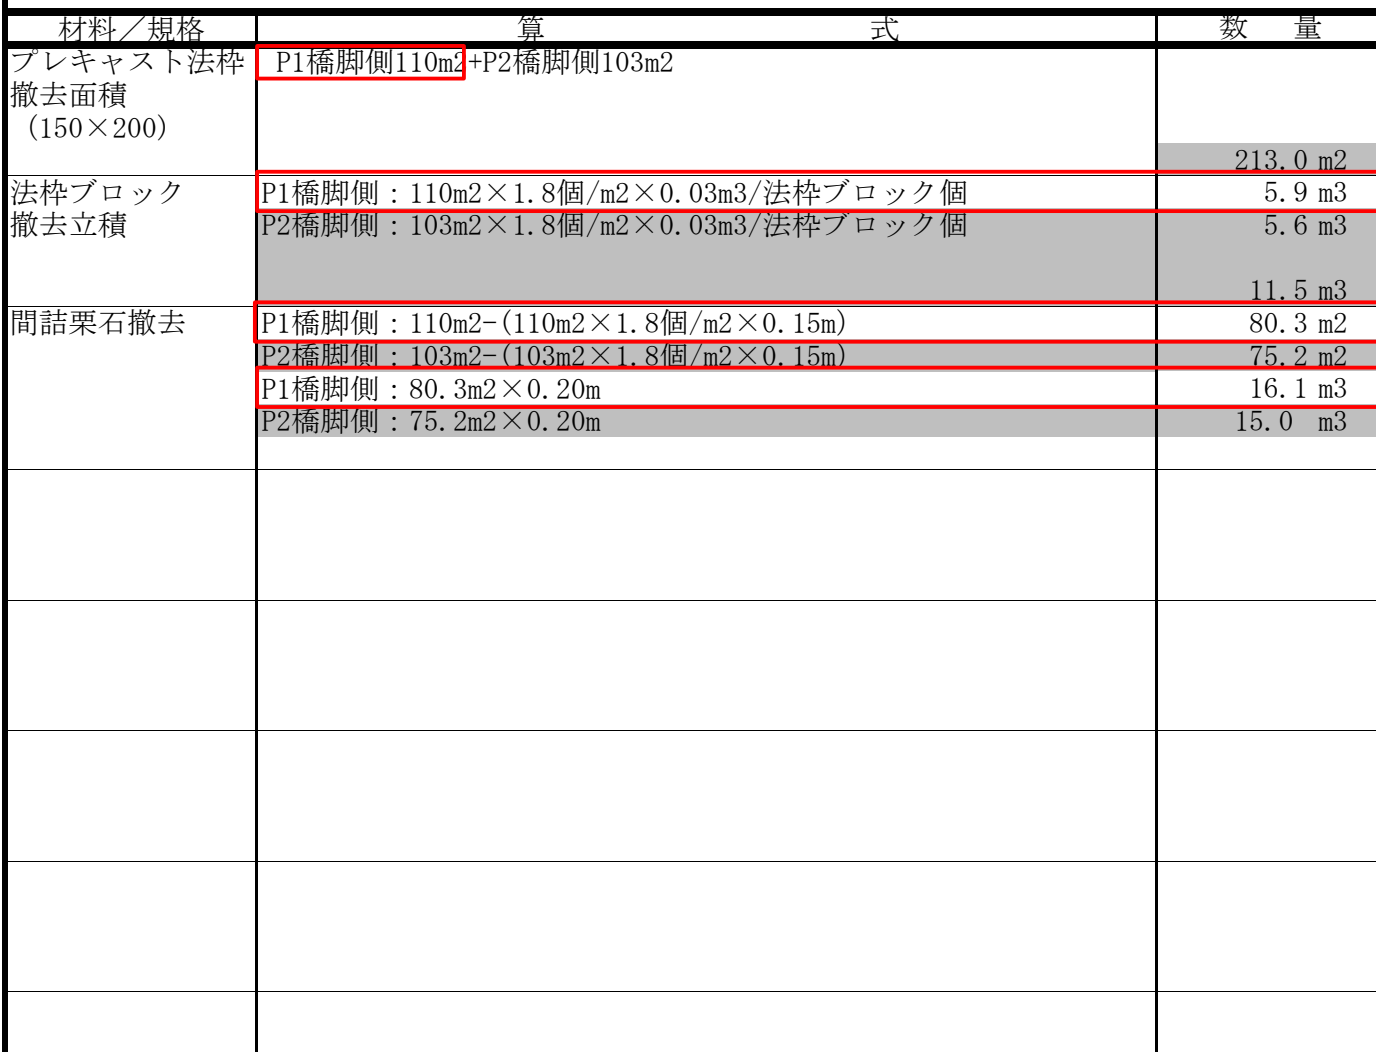 材料／規格 算 式 数 量
プレキャスト法枠 P1橋脚側110m2+P2橋脚側103m2
撤去面積
(150×200)
213.0 m2
法枠ブロック P1橋脚側：110m2×1.8個/m2×0.03m3/法枠ブロック個 5.9 m3
撤去立積 P2橋脚側：103m2×1.8個/m2×0.03m3/法枠ブロック個 5.6 m3
11.5 m3
間詰栗石撤去 P1橋脚側：110m2-(110m2×1.8個/m2×0.15m) 80.3 m2
P2橋脚側：103m2-(103m2×1.8個/m2×0.15m) 75.2 m2
P1橋脚側：80.3m2×0.20m 16.1 m3
P2橋脚側：75.2m2×0.20m 15.0 m3